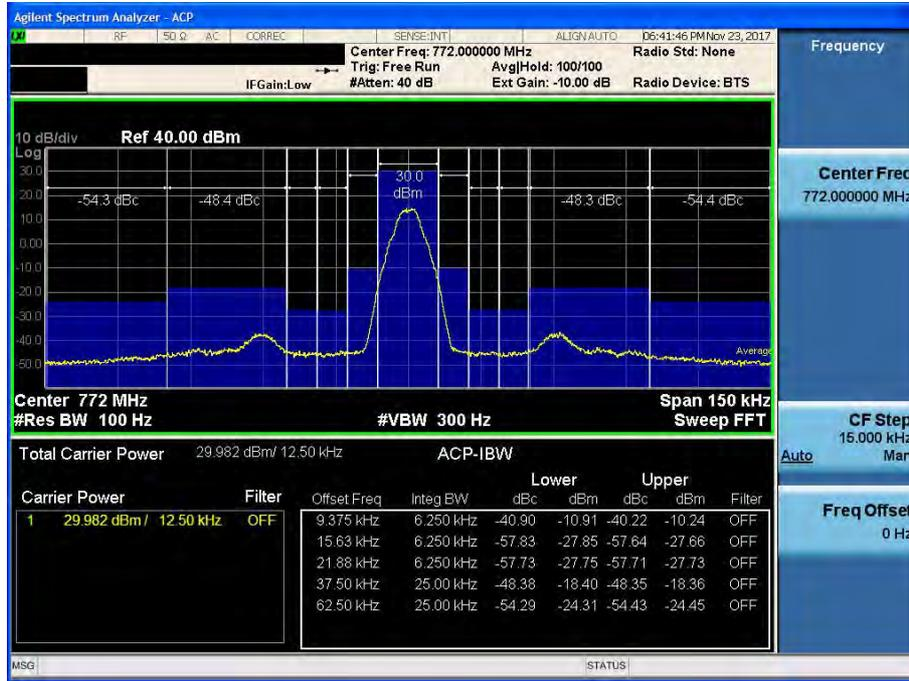 Agilent Spectrum Analyzer - ACP
LXI RF 50 Ω AC CORREC SENSE:INT ALIGN AUTO 06:41:46 PM Nov 23, 2017
Center Freq: 772.000000 MHz Radio Std: None
Trig: Free Run Avg|Hold: 100/100
IFGain:Low #Atten: 40 dB Ext Gain: -10.00 dB Radio Device: BTS
10 dB/div Ref 40.00 dBm
Log
30.0
20.0
10.0
0.00
-10.0
-20.0
-30.0
-40.0
-50.0
-54.3 dBc -48.4 dBc 30.0 dBm -48.3 dBc -54.4 dBc
Average
Center 772 MHz Span 150 kHz
#Res BW 100 Hz #VBW 300 Hz Sweep FFT
Total Carrier Power 29.982 dBm/ 12.50 kHz ACP-IBW
Lower Upper
Carrier Power Filter
1 29.982 dBm / 12.50 kHz OFF
Offset Freq Integ BW dBc dBm dBc dBm Filter
9.375 kHz 6.250 kHz -40.90 -10.91 -40.22 -10.24 OFF
15.63 kHz 6.250 kHz -57.83 -27.85 -57.64 -27.66 OFF
21.88 kHz 6.250 kHz -57.73 -27.75 -57.71 -27.73 OFF
37.50 kHz 25.00 kHz -48.38 -18.40 -48.35 -18.36 OFF
62.50 kHz 25.00 kHz -54.29 -24.31 -54.43 -24.45 OFF
MSG STATUS
Frequency
Center Freq
772.000000 MHz
CF Step
15.000 kHz
Auto Man
Freq Offset
0 Hz